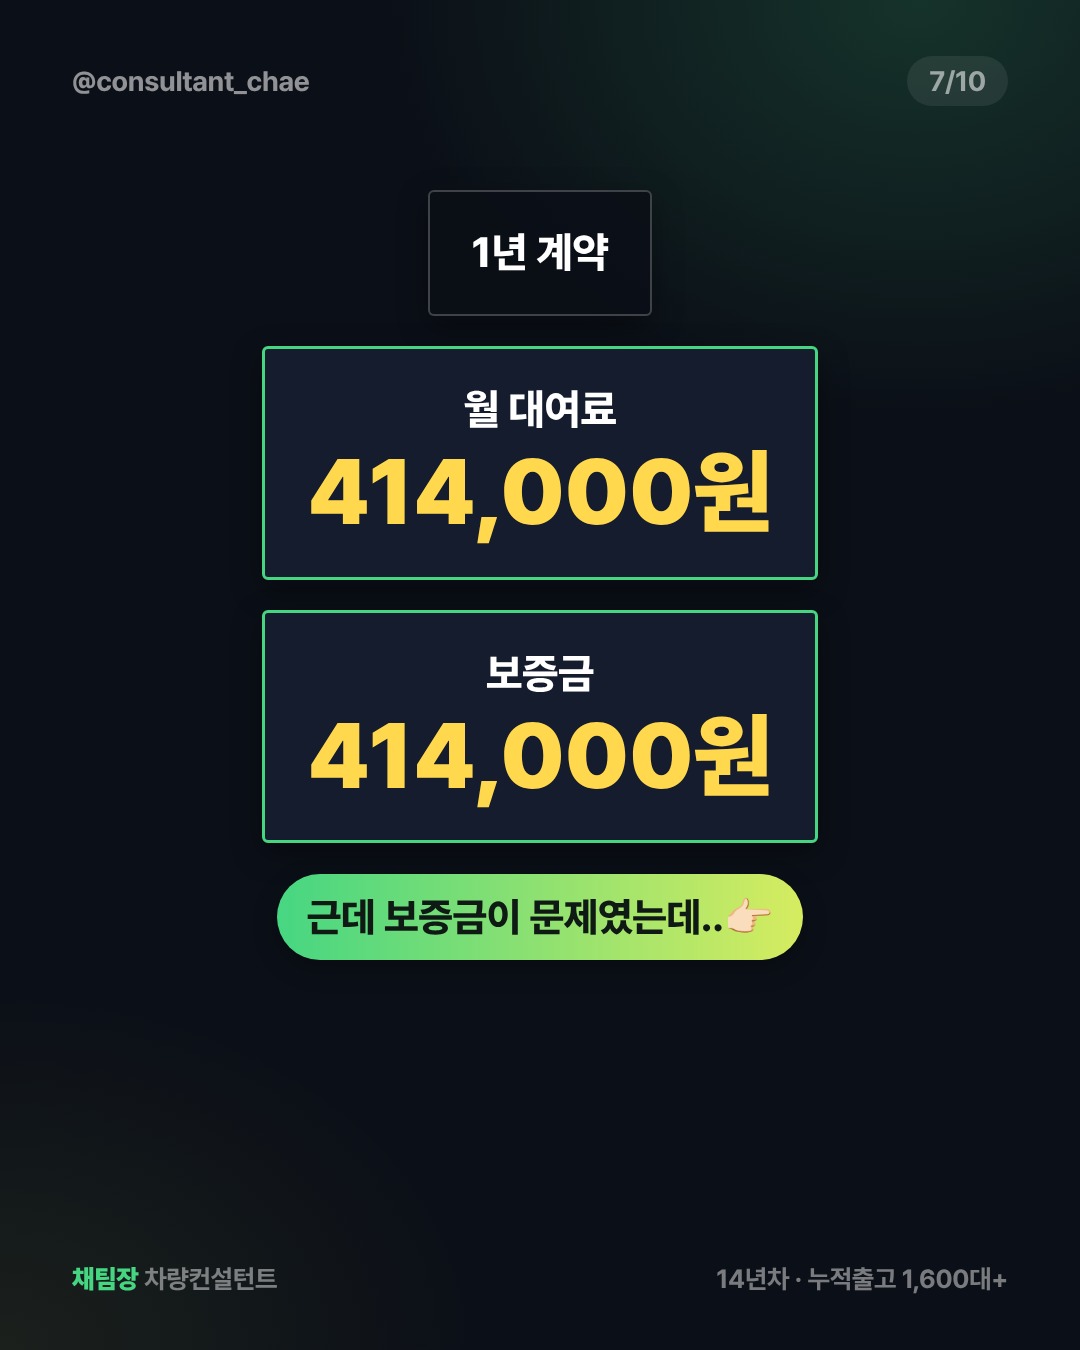 @consultant_chae
7/10
1년 계약
월 대여료
414,000원
보증금
414,000원
근데 보증금이 문제였는데..👉🏻
채팀장 차량컨설턴트
14년차 · 누적출고 1,600대+